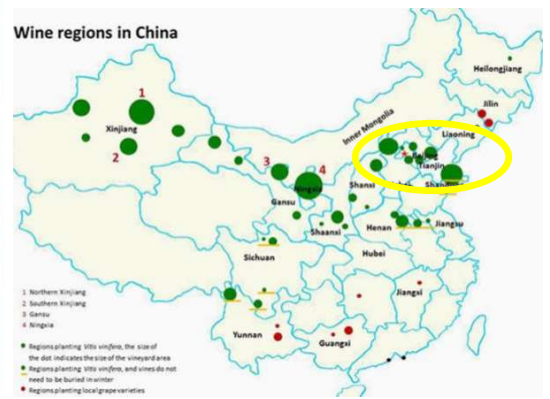 Wine regions in China
Heilongjiang
Jilin
1
Inner Mongolia
Liaoning
Xinjiang
Beijing
2
3
4
Tianjin
Ningxia
Shanxi
Gansu
Shaanxi
Henan
Jiangsu
Sichuan
Hubei
Jiangxi
1 Northern Xinjiang
2 Southern Xinjiang
3 Gansu
4 Ningxia
Yunnan
Guangxi
Regions planting Vitis vinifera, the size of
the dot indicates the size of the vineyard area
Regions planting Vitis vinifera, and vines do not
need to be buried in winter
Regions planting local grape varieties